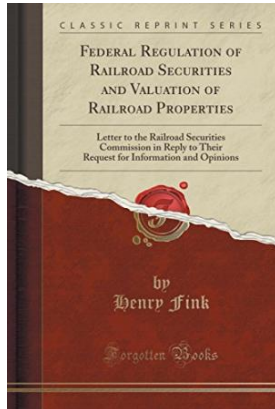 CLASSIC REPRINT SERIES
FEDERAL REGULATION OF
RAILROAD SECURITIES
AND VALUATION OF
RAILROAD PROPERTIES
Letter to the Railroad Securities
Commission in Reply to Their
Request for Information and Opinions
by
Henry Fink
Forgotten Books